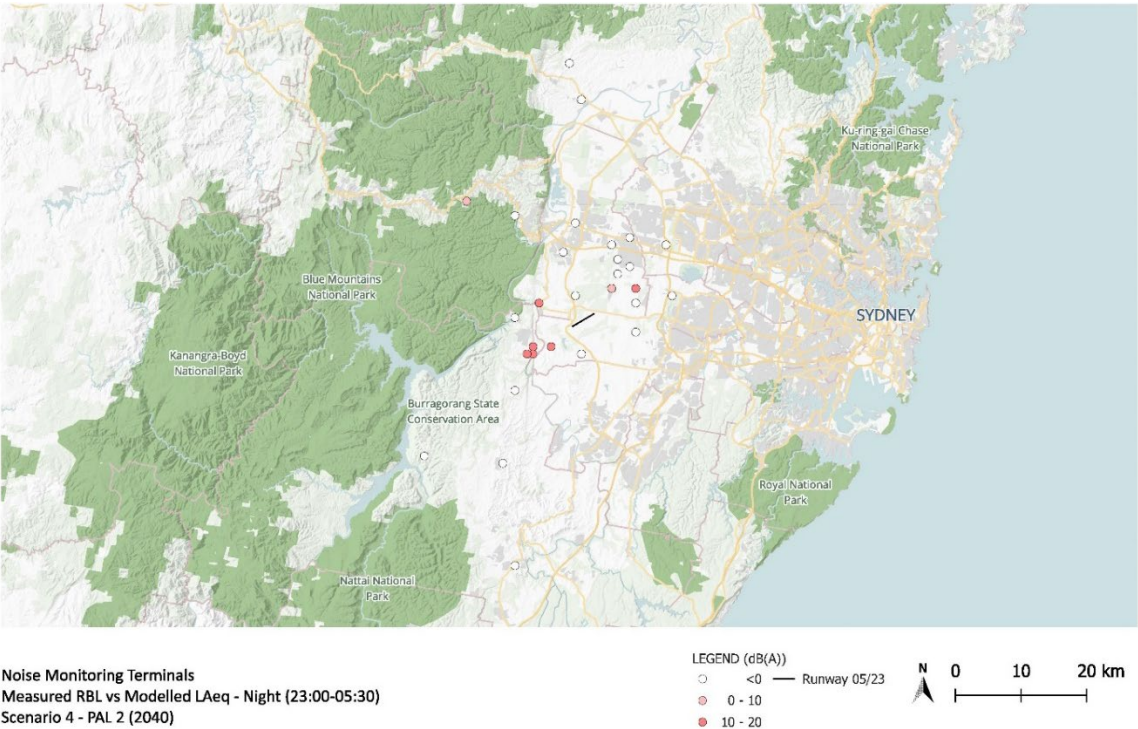 Ku-ring-gai Chase
National Park
Blue Mountains
National Park
SYDNEY
Kanangra-Boyd
National Park
Burragorang State
Conservation Area
Royal National
Park
Nattai National
Park
Noise Monitoring Terminals
Measured RBL vs Modelled LAeq - Night (23:00-05:30)
Scenario 4 - PAL 2 (2040)
LEGEND (dB(A))
<0
Runway 05/23
0 - 10
10 - 20
N
0 10 20 km